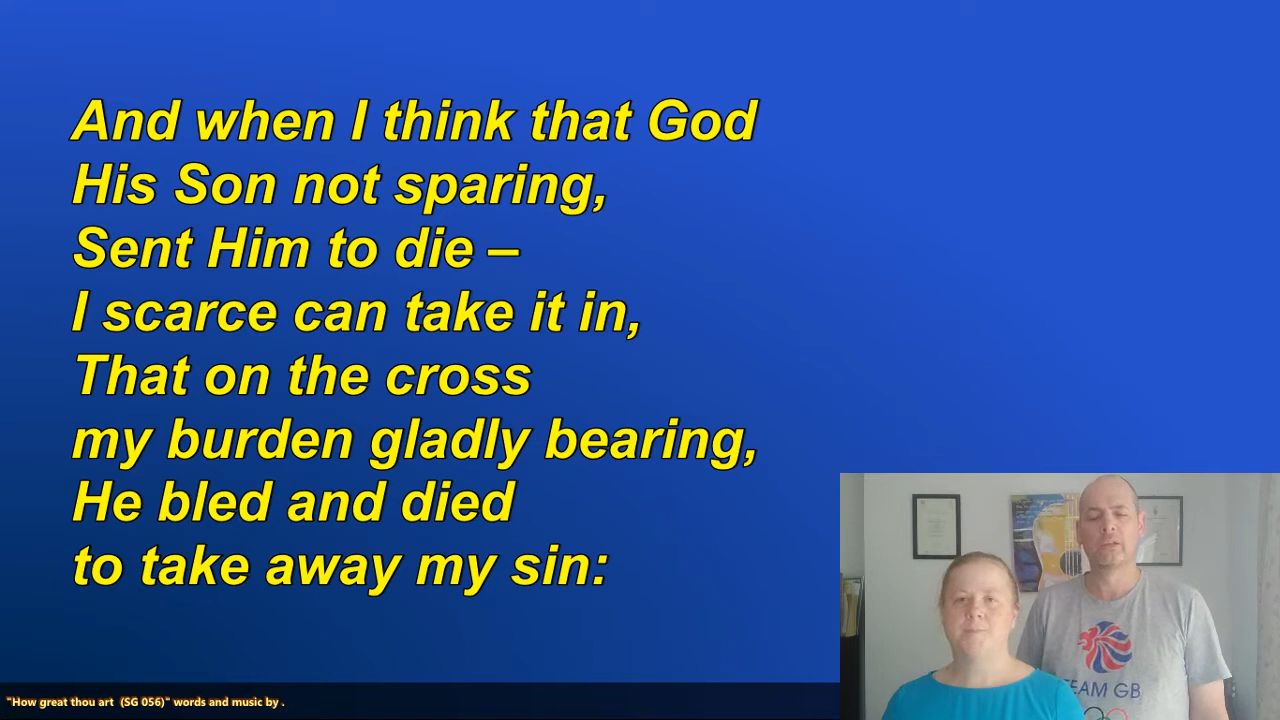 And when I think that God
His Son not sparing,
Sent Him to die –
I scarce can take it in,
That on the cross
my burden gladly bearing,
He bled and died
to take away my sin:
TEAM GB
"How great thou art  (SG 056)" words and music by .